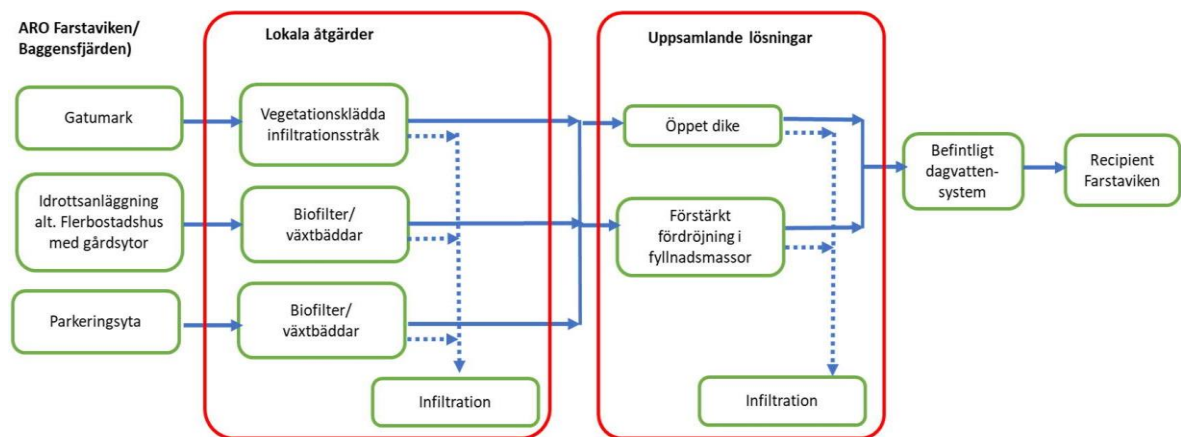 ARO Farstaviken/
Baggensfjärden)
Lokala åtgärder
Uppsamlande lösningar
Gatumark
Vegetationsklädda
infiltrationsstråk
Öppet dike
Befintligt
dagvatten-
system
Recipient
Farstaviken
Idrottsanläggning
alt. Flerbostadshus
med gårdsytor
Biofilter/
växtbäddar
Förstärkt
fördröjning i
fyllnadsmassor
Parkeringsyta
Biofilter/
växtbäddar
Infiltration
Infiltration